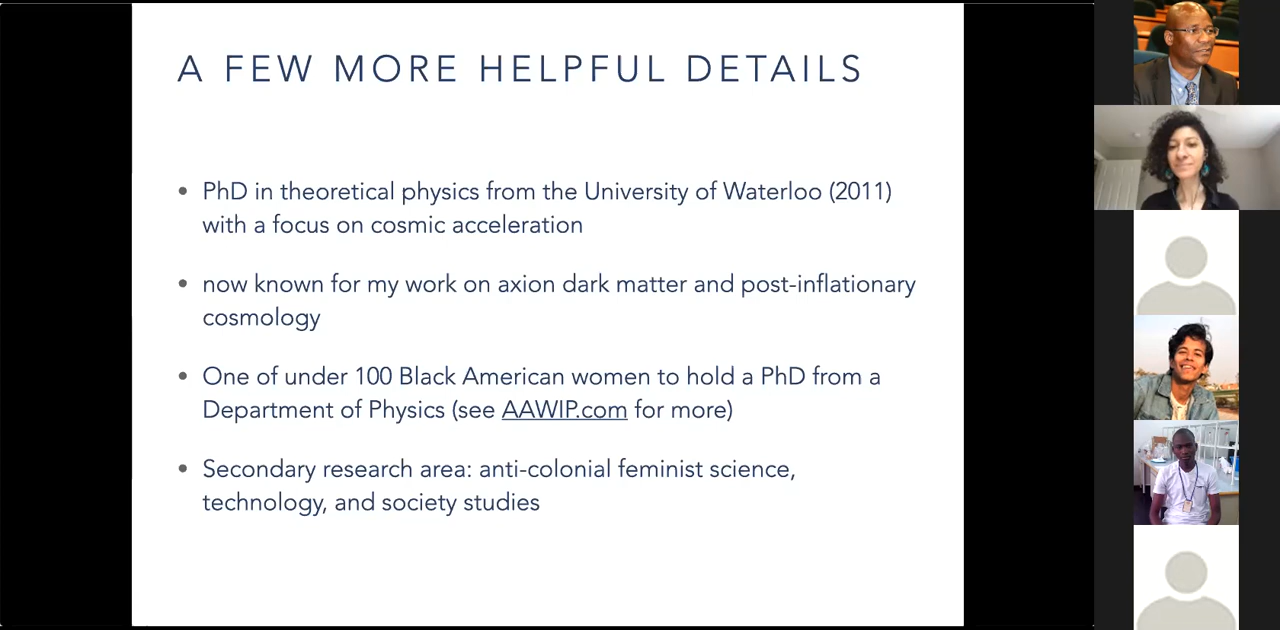 A FEW MORE HELPFUL DETAILS
• PhD in theoretical physics from the University of Waterloo (2011)
with a focus on cosmic acceleration
• now known for my work on axion dark matter and post-inflationary
cosmology
• One of under 100 Black American women to hold a PhD from a
Department of Physics (see AAWIP.com for more)
• Secondary research area: anti-colonial feminist science,
technology, and society studies